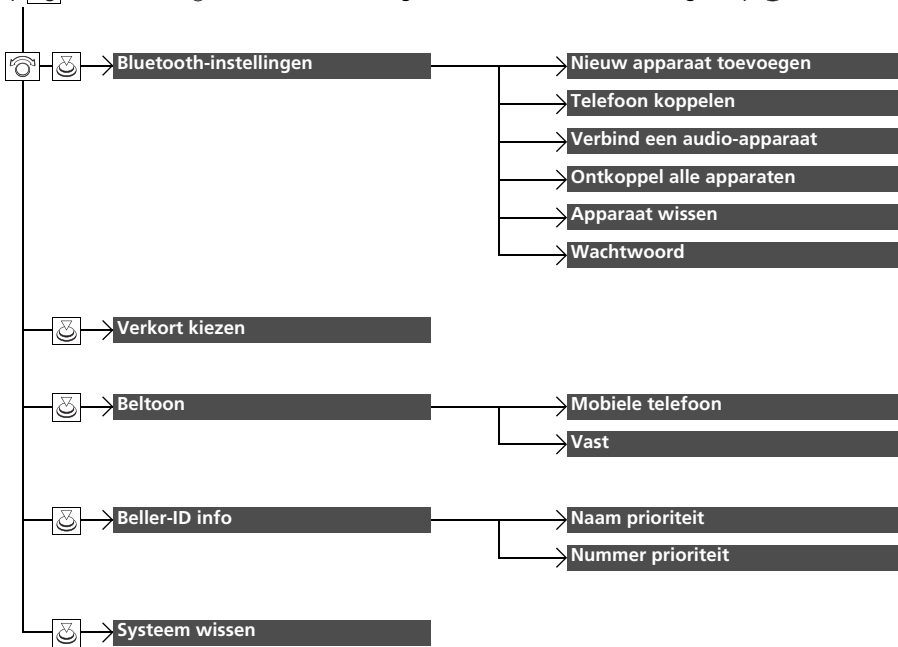 Bluetooth-instellingen
Nieuw apparaat toevoegen
Telefoon koppelen
Verbind een audio-apparaat
Ontkoppel alle apparaten
Apparaat wissen
Wachtwoord
Verkort kiezen
Beltoon
Mobiele telefoon
Vast
Beller-ID info
Naam prioriteit
Nummer prioriteit
Systeem wissen